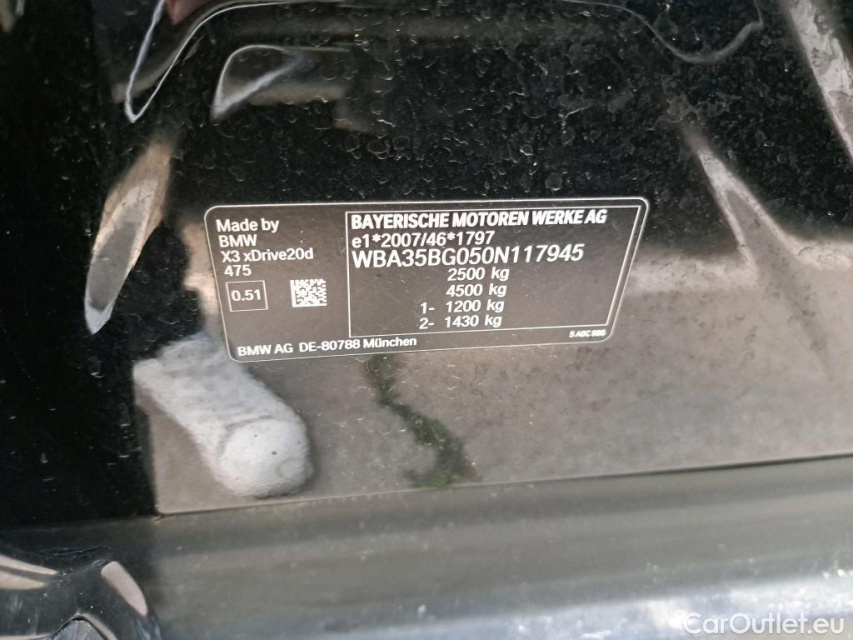 Made by
BMW
X3 xDrive20d
475
0.51
BAYERISCHE MOTOREN WERKE AG
e1*2007/46*1797
WBA35BG050N117945
2500 kg
4500 kg
1- 1200 kg
2- 1430 kg
BMW AG DE-80788 München
CarOutlet.eu